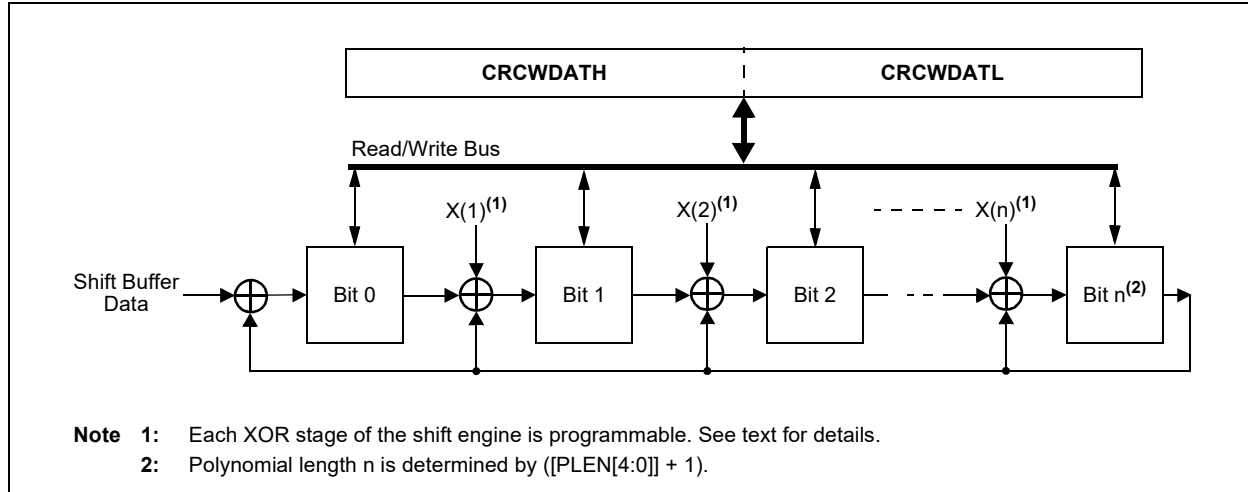 CRCWDATH CRCWDATL
Read/Write Bus
X(1)(1) X(2)(1) X(n)(1)
Shift Buffer
Data
Bit 0 Bit 1 Bit 2 Bit n(2)
Note 1: Each XOR stage of the shift engine is programmable. See text for details.
2: Polynomial length n is determined by ([PLEN[4:0]] + 1).